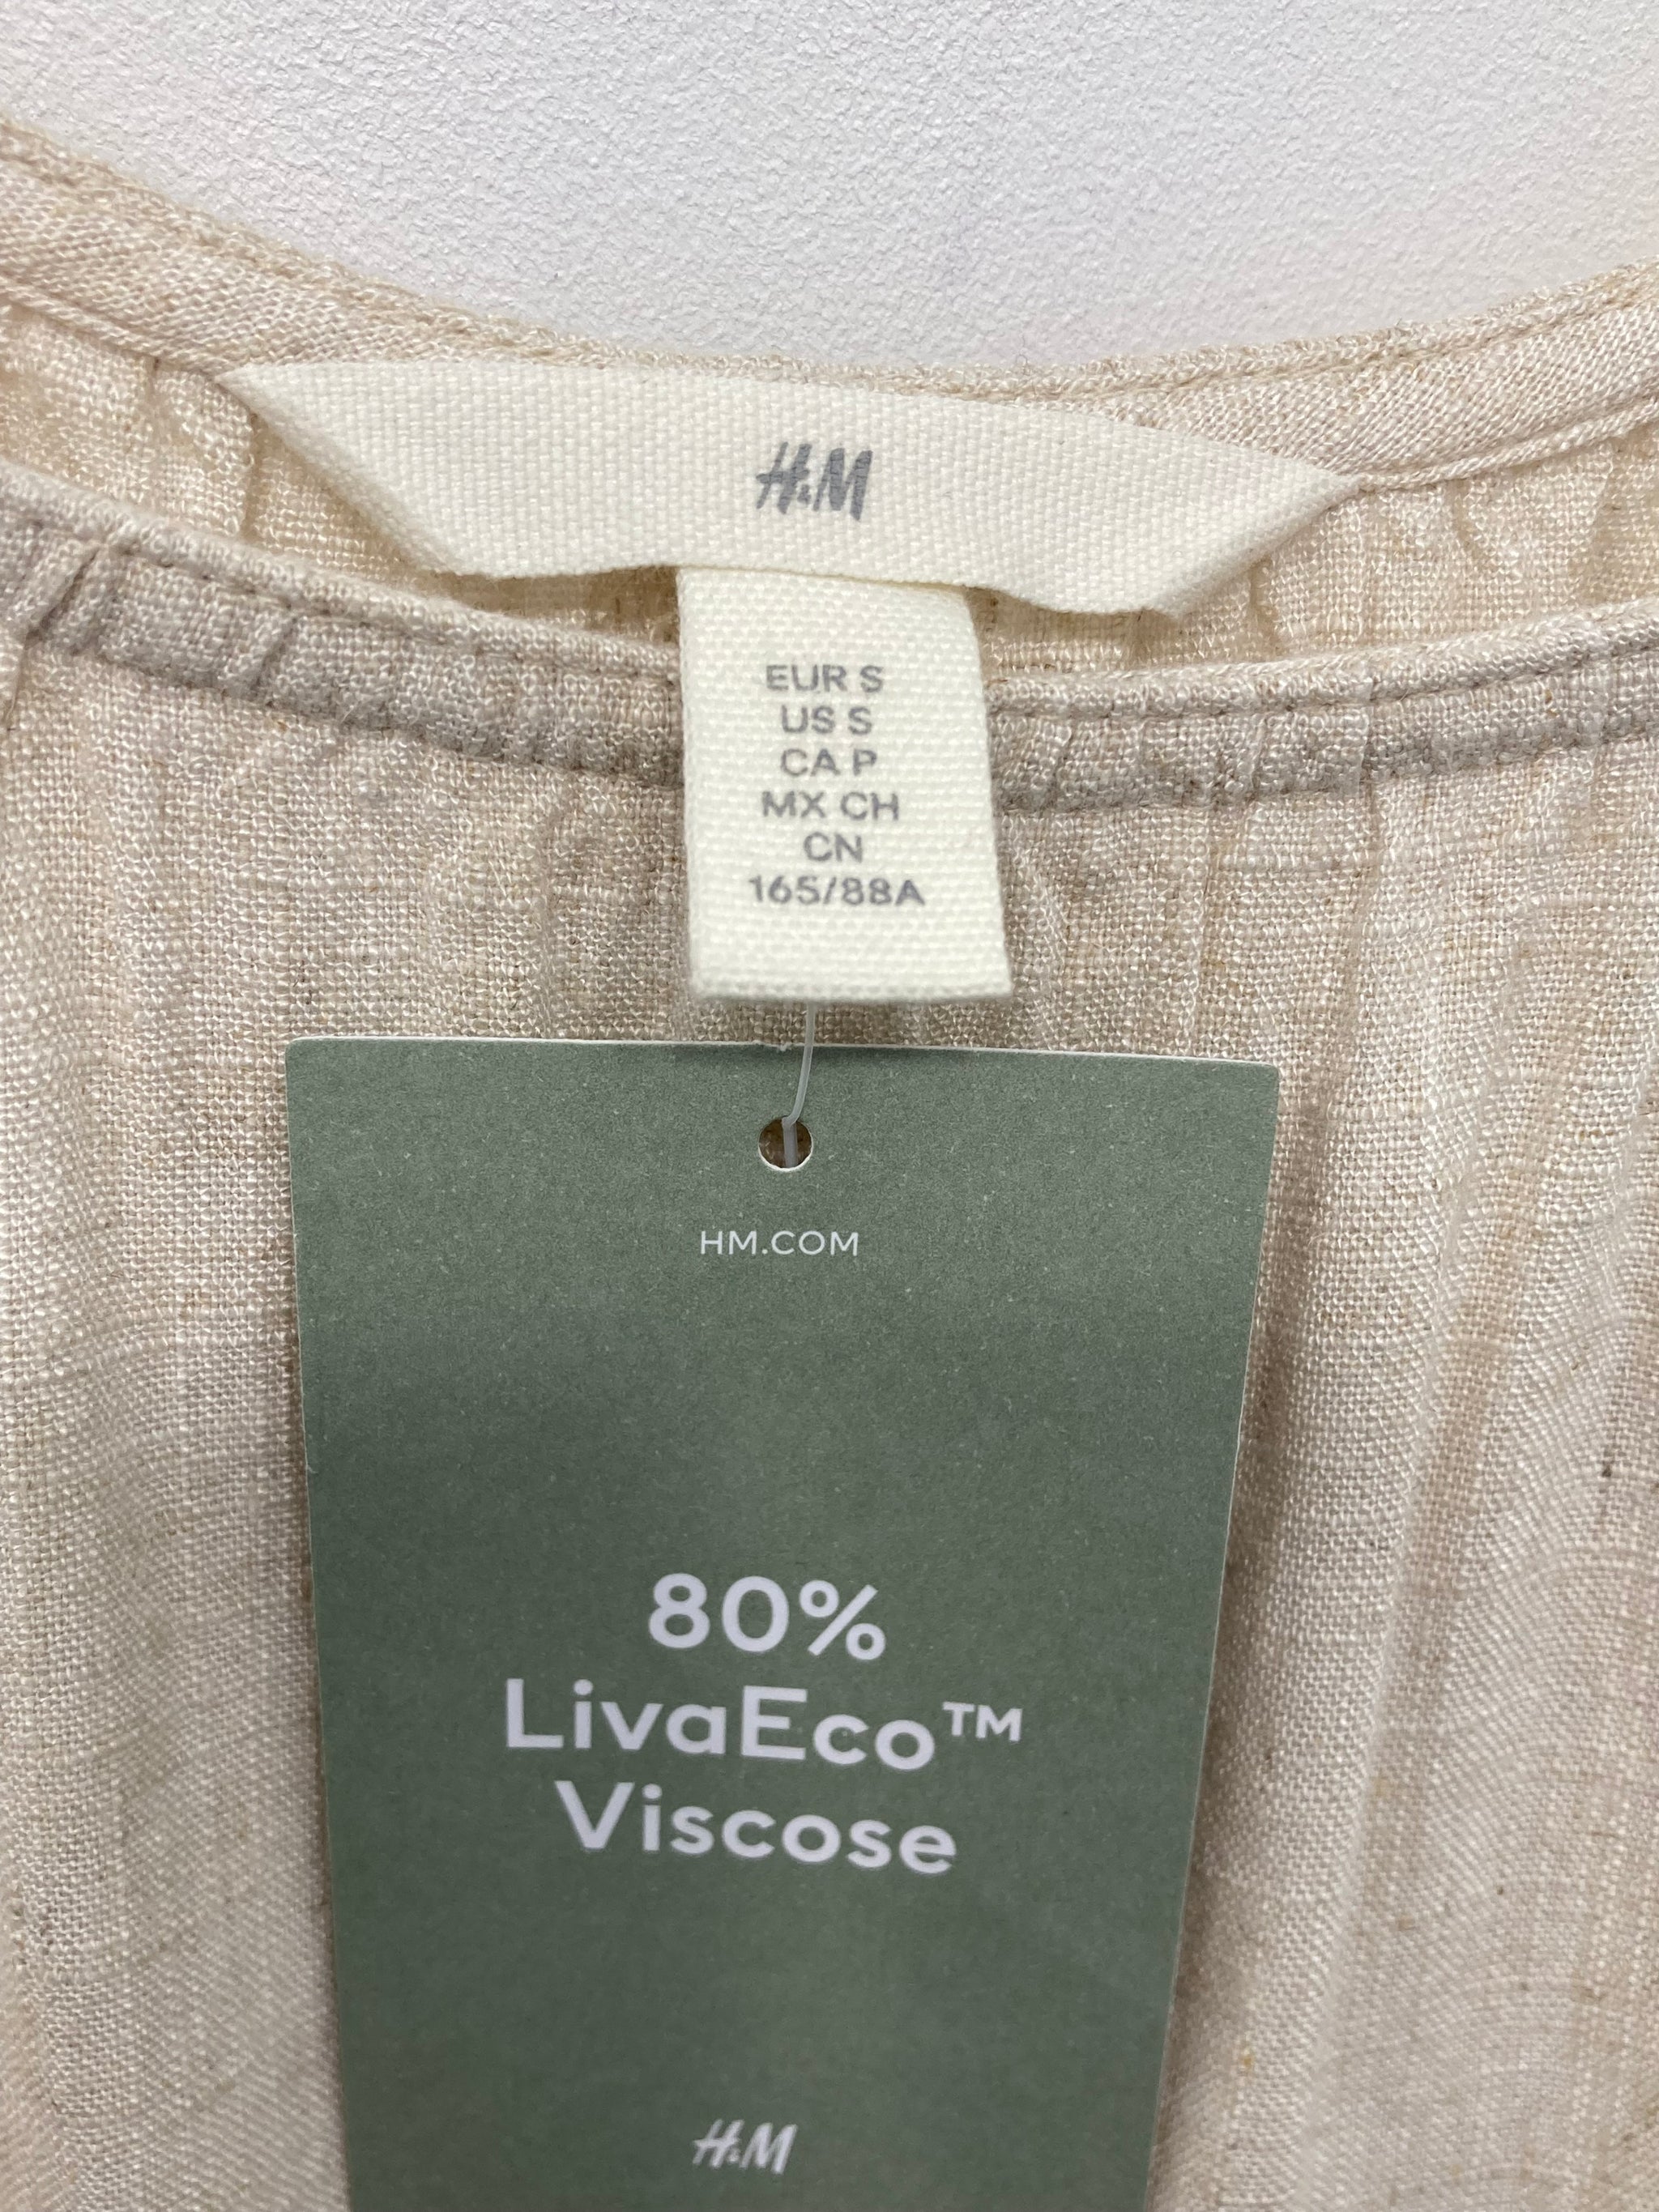 H&M
EUR S
US S
CA P
MX CH
CN
165/88A
HM.COM
80%
LivaEco™
Viscose
H&M